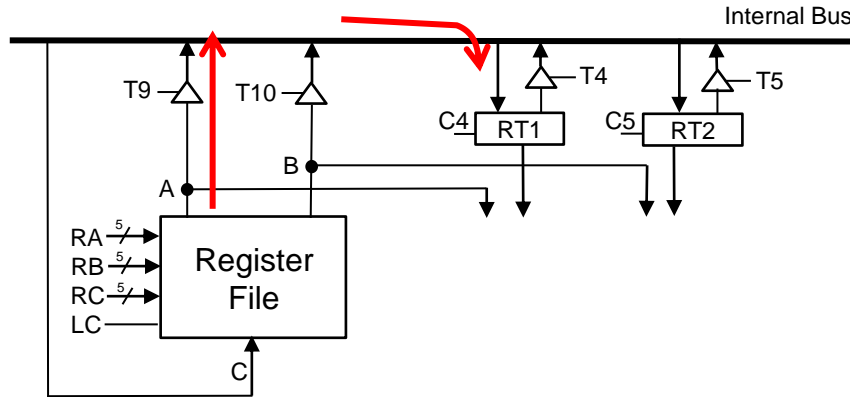 Internal Bus
T9
T10
T4
T5
C4
RT1
C5
RT2
A
B
RA
5
RB
5
RC
5
LC
Register
File
C